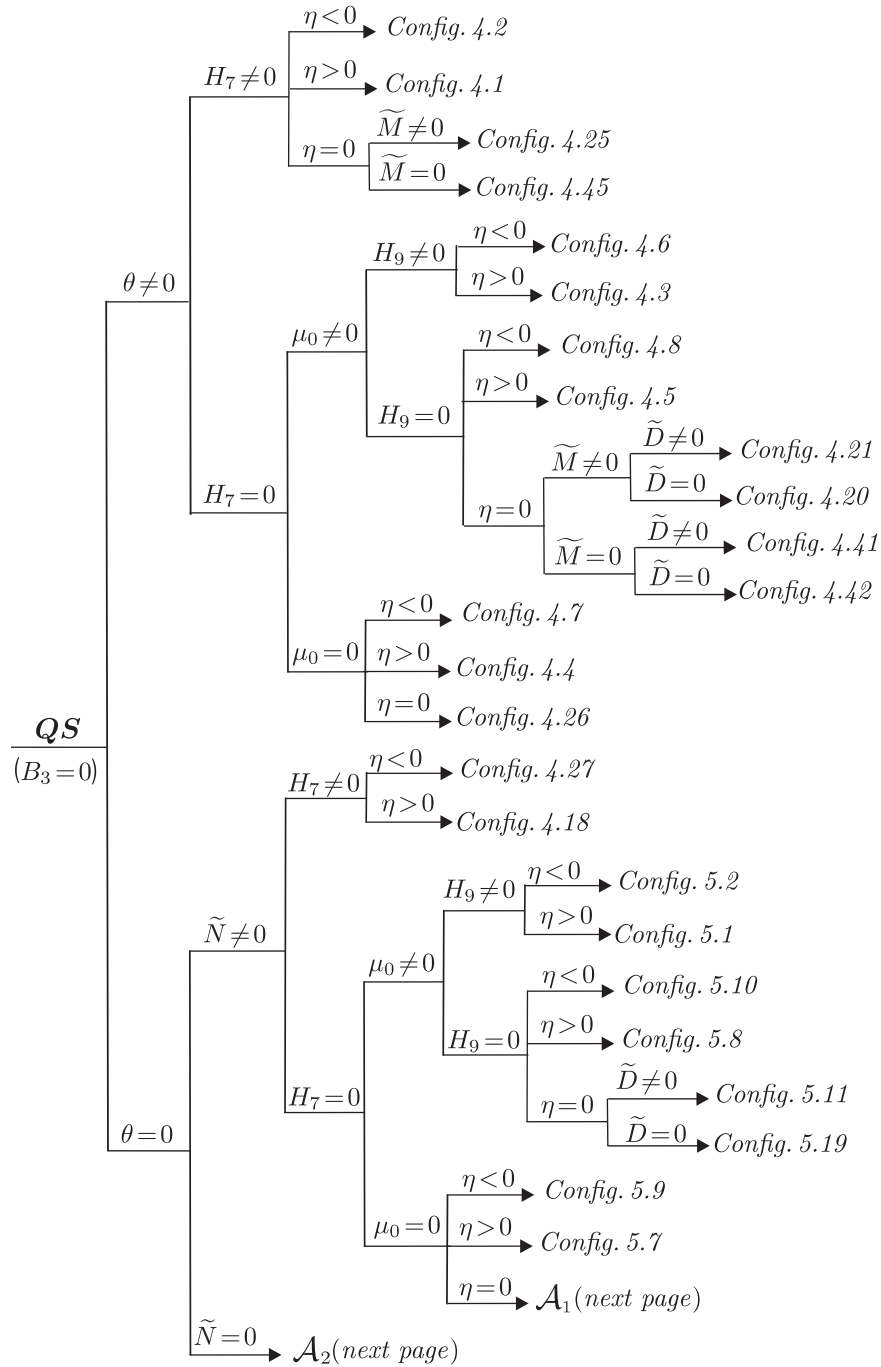 η<0 Config. 4.2
H₇≠0 η>0 Config. 4.1
η=0 M̃≠0 Config. 4.25
M̃=0 Config. 4.45
θ≠0
H₉≠0 η<0 Config. 4.6
η>0 Config. 4.3
μ₀≠0 η<0 Config. 4.8
H₉=0 η>0 Config. 4.5
M̃≠0 D̃≠0 Config. 4.21
H₇=0 η=0 D̃=0 Config. 4.20
M̃=0 D̃≠0 Config. 4.41
D̃=0 Config. 4.42
η<0 Config. 4.7
μ₀=0 η>0 Config. 4.4
η=0 Config. 4.26
QS
(B₃=0)
H₇≠0 η<0 Config. 4.27
η>0 Config. 4.18
H₉≠0 η<0 Config. 5.2
Ñ≠0 η>0 Config. 5.1
μ₀≠0 η<0 Config. 5.10
H₉=0 η>0 Config. 5.8
H₇=0 η=0 D̃≠0 Config. 5.11
θ=0 D̃=0 Config. 5.19
η<0 Config. 5.9
μ₀=0 η>0 Config. 5.7
η=0 𝒜₁(next page)
Ñ=0 𝒜₂(next page)